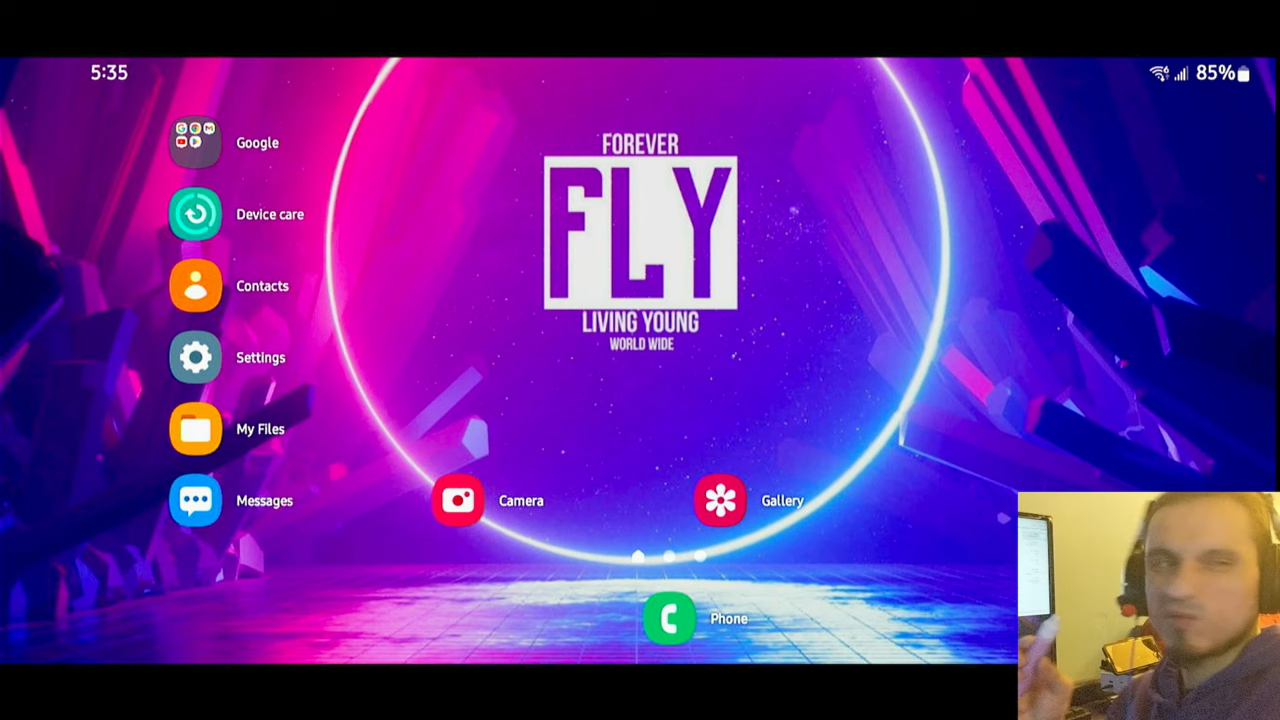 5:35
85%
Google
Device care
Contacts
Settings
My Files
Messages
FOREVER
FLY
LIVING YOUNG
WORLD WIDE
Camera
Gallery
Phone